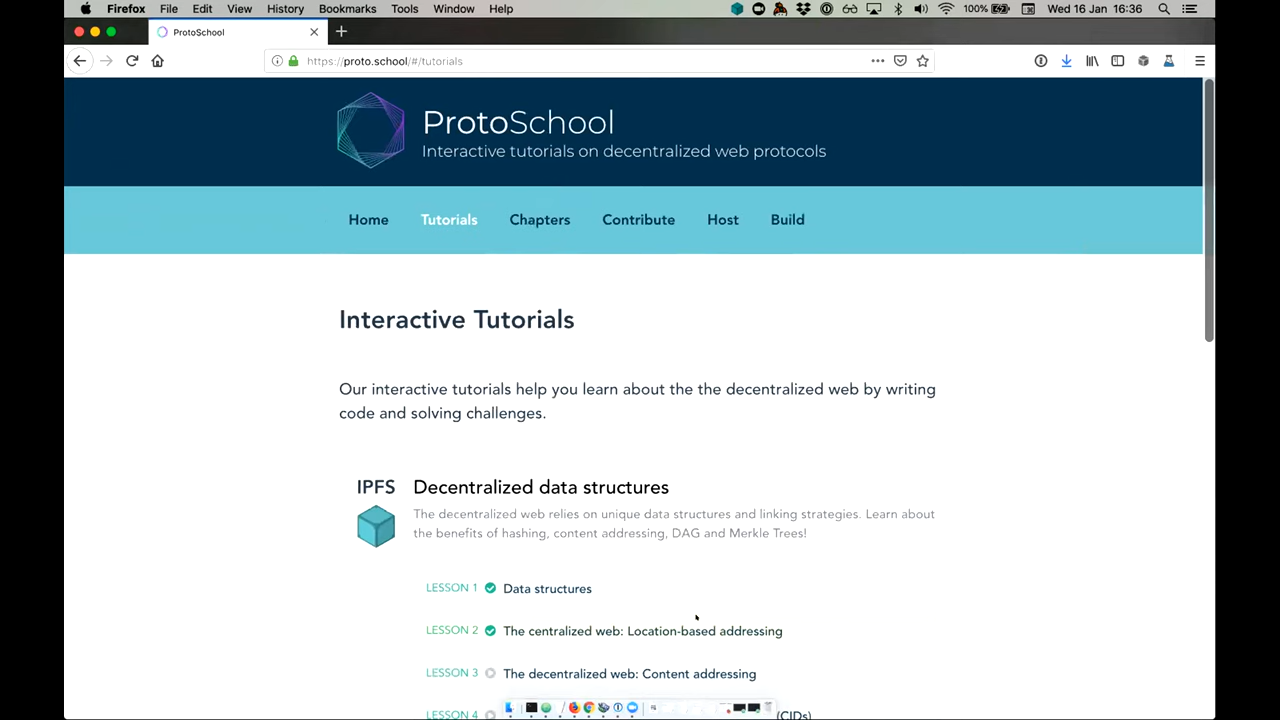 Firefox File Edit View History Bookmarks Tools Window Help 100% Wed 16 Jan 16:36
ProtoSchool
https://proto.school/#/tutorials
ProtoSchool
Interactive tutorials on decentralized web protocols
Home Tutorials Chapters Contribute Host Build
Interactive Tutorials
Our interactive tutorials help you learn about the the decentralized web by writing
code and solving challenges.
IPFS Decentralized data structures
The decentralized web relies on unique data structures and linking strategies. Learn about
the benefits of hashing, content addressing, DAG and Merkle Trees!
LESSON 1 Data structures
LESSON 2 The centralized web: Location-based addressing
LESSON 3 The decentralized web: Content addressing
LESSON 4 (CIDs)